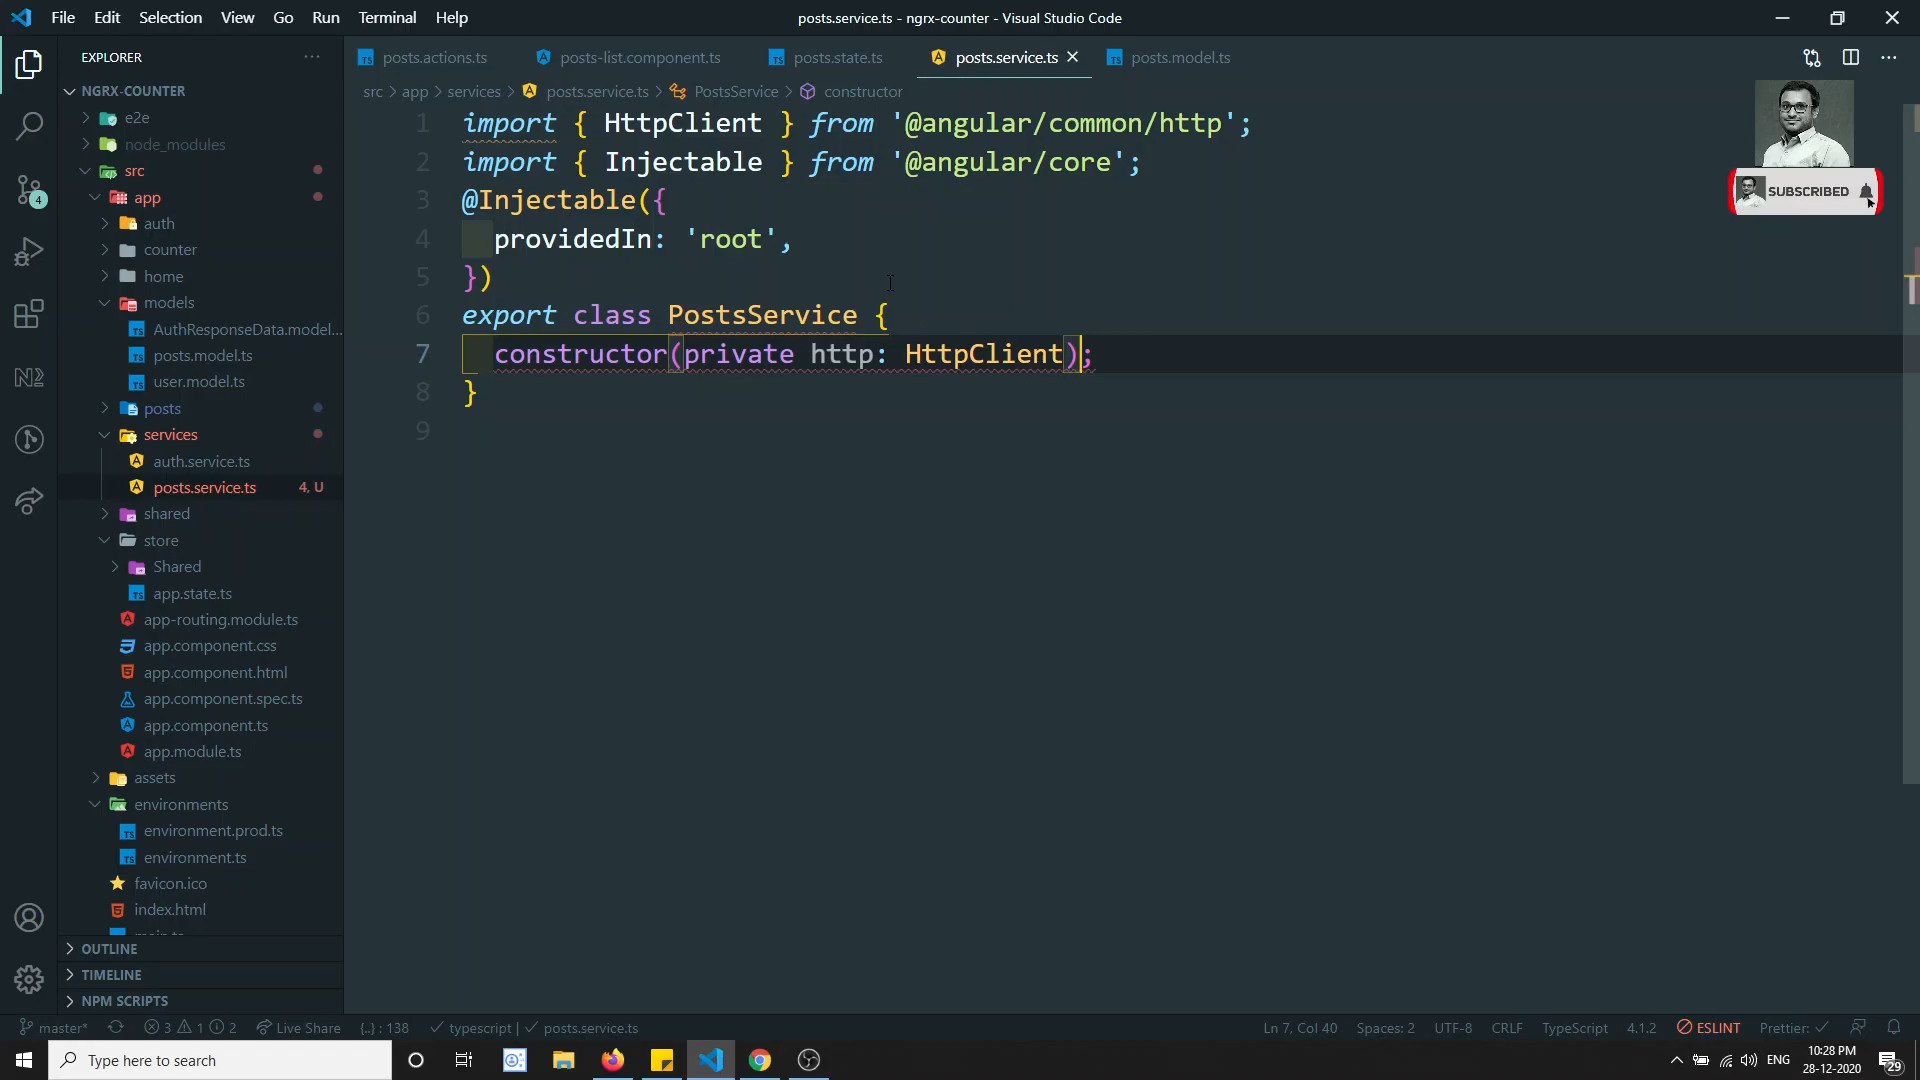 File Edit Selection View Go Run Terminal Help
posts.service.ts - ngrx-counter - Visual Studio Code
EXPLORER
NGRX-COUNTER
e2e
node_modules
src
app
auth
counter
home
models
AuthResponseData.model...
posts.model.ts
user.model.ts
posts
services
auth.service.ts
posts.service.ts 4, U
shared
store
Shared
app.state.ts
app-routing.module.ts
app.component.css
app.component.html
app.component.spec.ts
app.component.ts
app.module.ts
assets
environments
environment.prod.ts
environment.ts
favicon.ico
index.html
OUTLINE
TIMELINE
NPM SCRIPTS
4
posts.actions.ts posts-list.component.ts posts.state.ts posts.service.ts posts.model.ts
src > app > services > posts.service.ts > PostsService > constructor
1 import { HttpClient } from '@angular/common/http';
2 import { Injectable } from '@angular/core';
3 @Injectable({
4 providedIn: 'root',
5 })
6 export class PostsService {
7 constructor(private http: HttpClient);
8 }
9
SUBSCRIBED
master* 3 1 2 Live Share {..} : 138 typescript | posts.service.ts
Ln 7, Col 40 Spaces: 2 UTF-8 CRLF TypeScript 4.1.2 ESLINT Prettier:
Type here to search
ENG
10:28 PM
28-12-2020
29